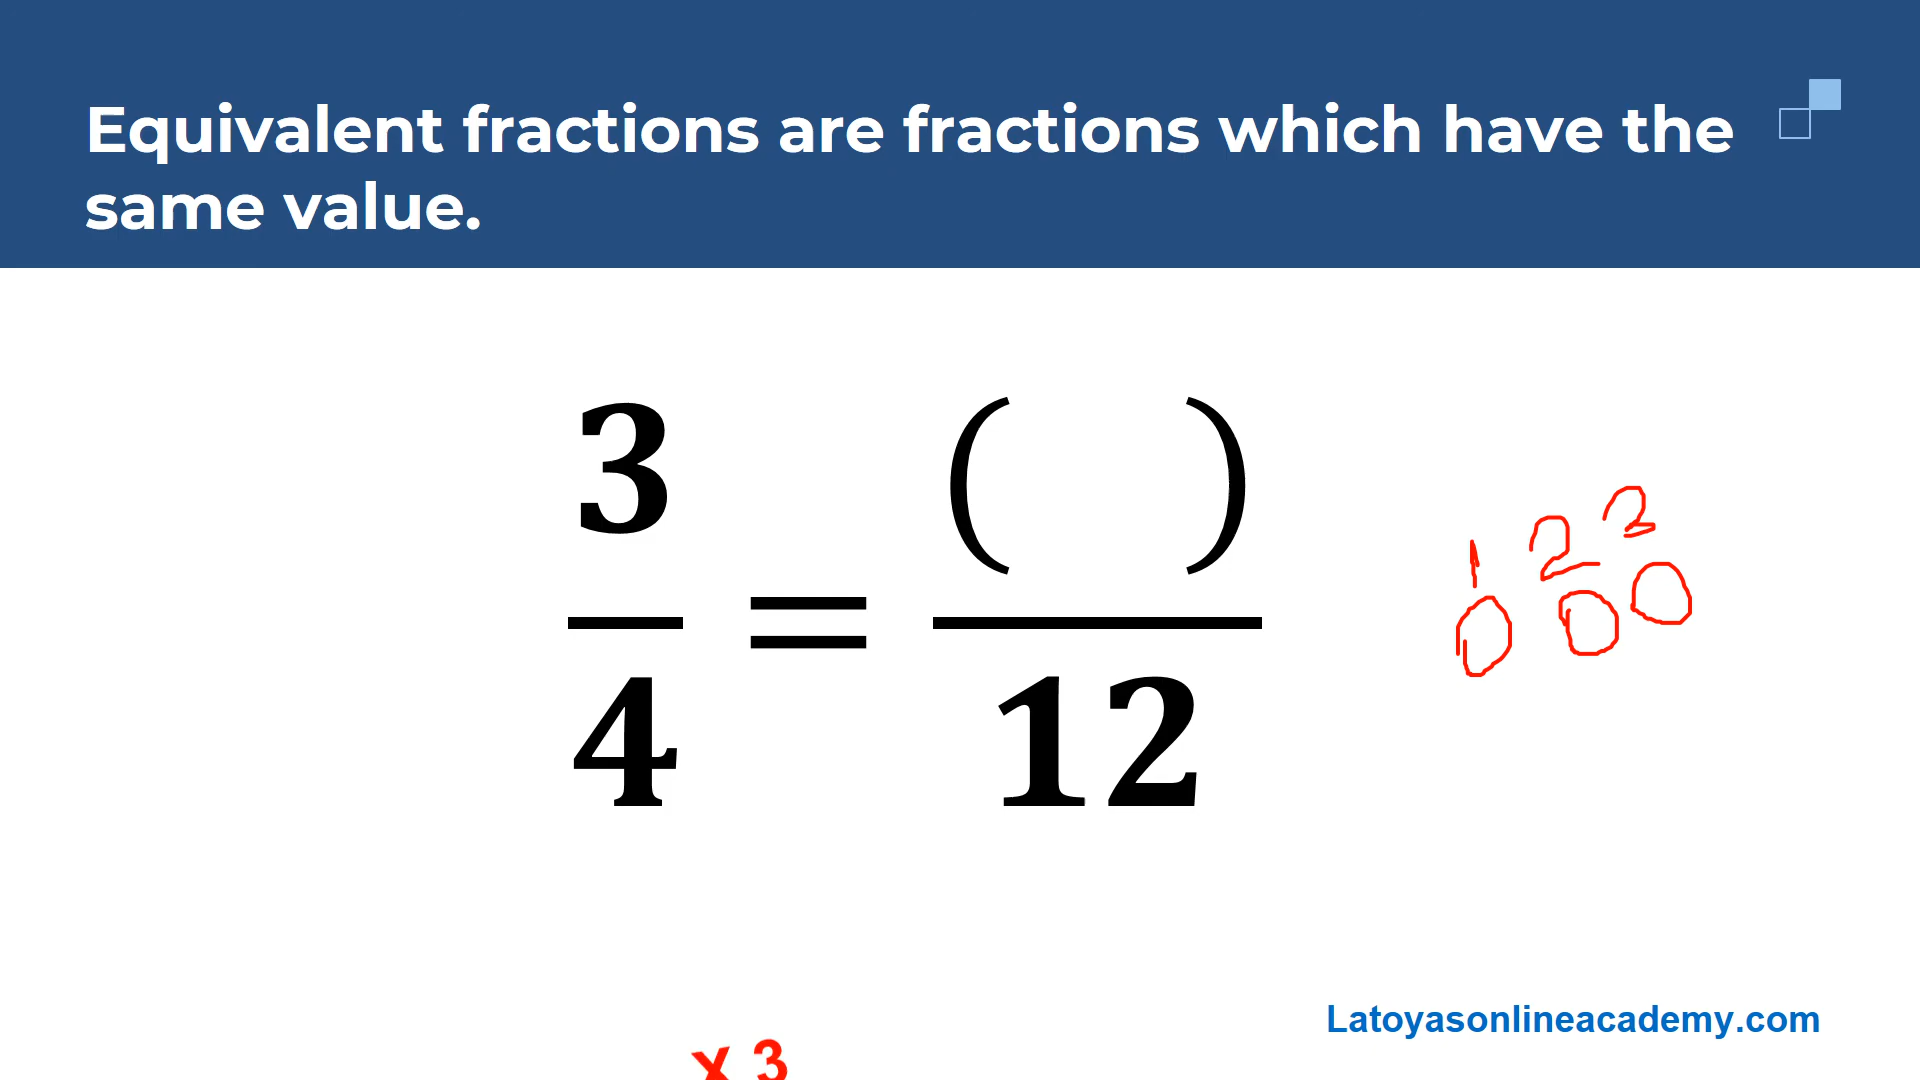 Equivalent fractions are fractions which have the
same value.
3
( )
4
=
12
1 2 2
0 0 0
Latoyasonlineacademy.com
x 3